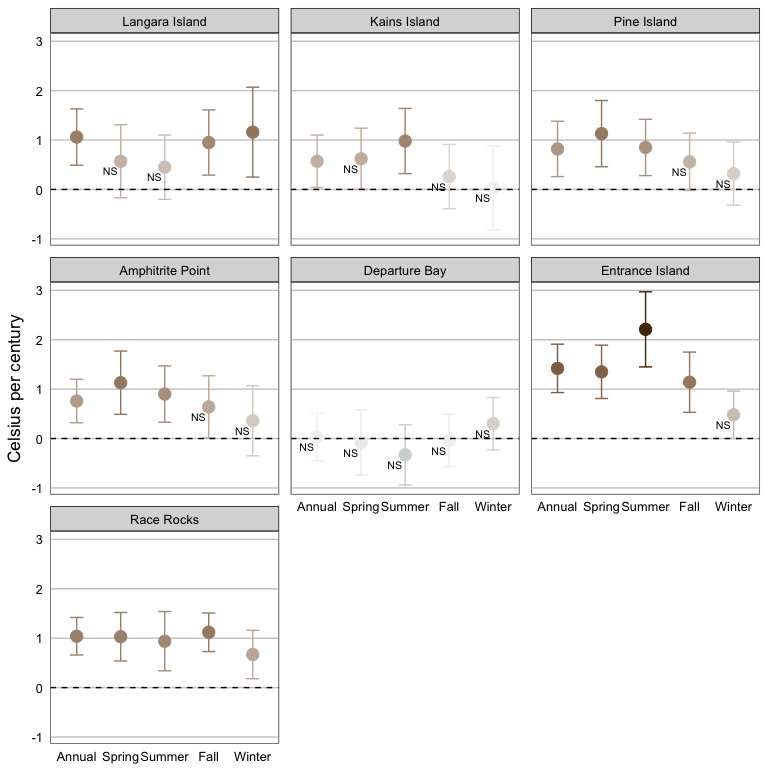 Langara Island
Kains Island
Pine Island
3
2
1
0
-1
NS
NS
NS
NS
NS
NS
NS
Amphitrite Point
Departure Bay
Entrance Island
Celsius per century
3
2
1
0
-1
NS
NS
NS
NS
NS
NS
NS
NS
Annual Spring Summer Fall Winter
Annual Spring Summer Fall Winter
Race Rocks
3
2
1
0
-1
Annual Spring Summer Fall Winter